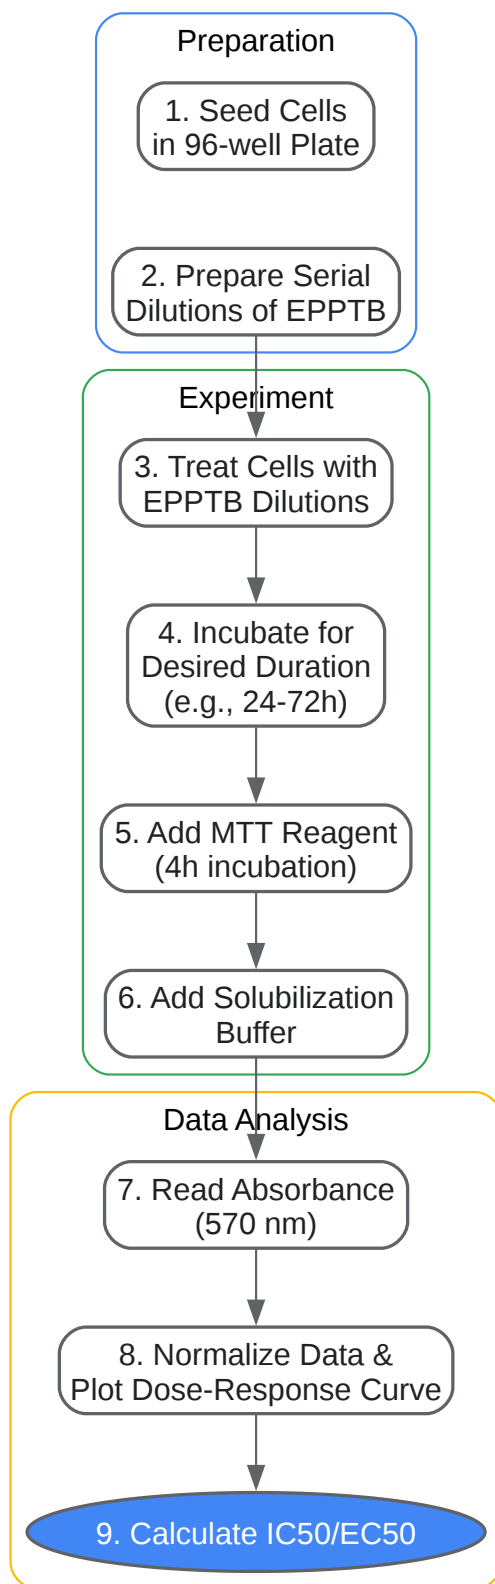 Preparation
1. Seed Cells
in 96-well Plate
2. Prepare Serial
Dilutions of EPPTB
Experiment
3. Treat Cells with
EPPTB Dilutions
4. Incubate for
Desired Duration
(e.g., 24-72h)
5. Add MTT Reagent
(4h incubation)
6. Add Solubilization
Buffer
Data Analysis
7. Read Absorbance
(570 nm)
8. Normalize Data &
Plot Dose-Response Curve
9. Calculate IC50/EC50